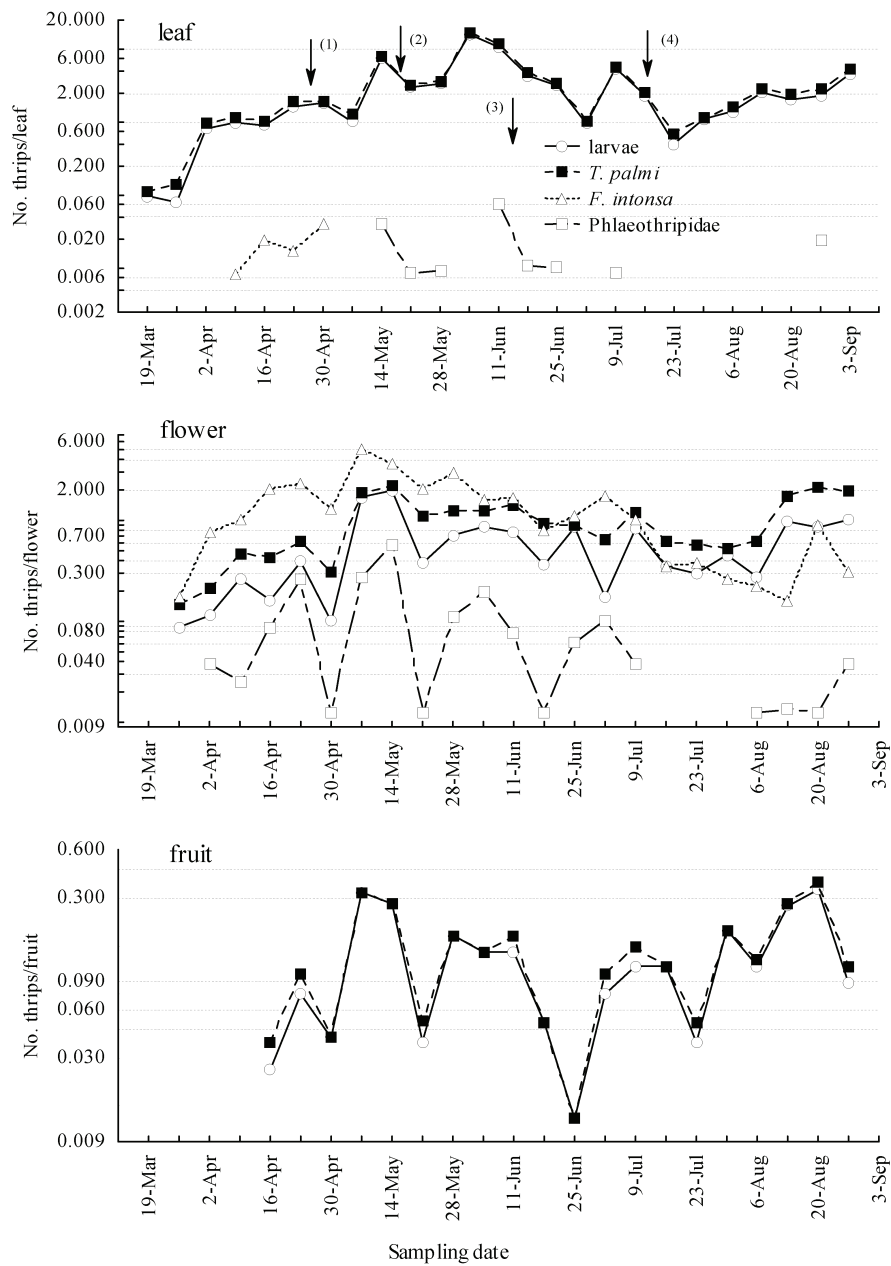 leaf
20.000
6.000
2.000
0.600
0.200
0.060
0.020
0.006
0.002
No. thrips/leaf
(1)
(2)
(3)
(4)
larvae
T. palmi
F. intonsa
Phlaeothripidae
19-Mar
2-Apr
16-Apr
30-Apr
14-May
28-May
11-Jun
25-Jun
9-Jul
23-Jul
6-Aug
20-Aug
3-Sep
flower
6.000
2.000
0.700
0.300
0.080
0.040
0.009
No. thrips/flower
19-Mar
2-Apr
16-Apr
30-Apr
14-May
28-May
11-Jun
25-Jun
9-Jul
23-Jul
6-Aug
20-Aug
3-Sep
fruit
0.600
0.300
0.090
0.060
0.030
0.009
No. thrips/fruit
19-Mar
2-Apr
16-Apr
30-Apr
14-May
28-May
11-Jun
25-Jun
9-Jul
23-Jul
6-Aug
20-Aug
3-Sep
Sampling date